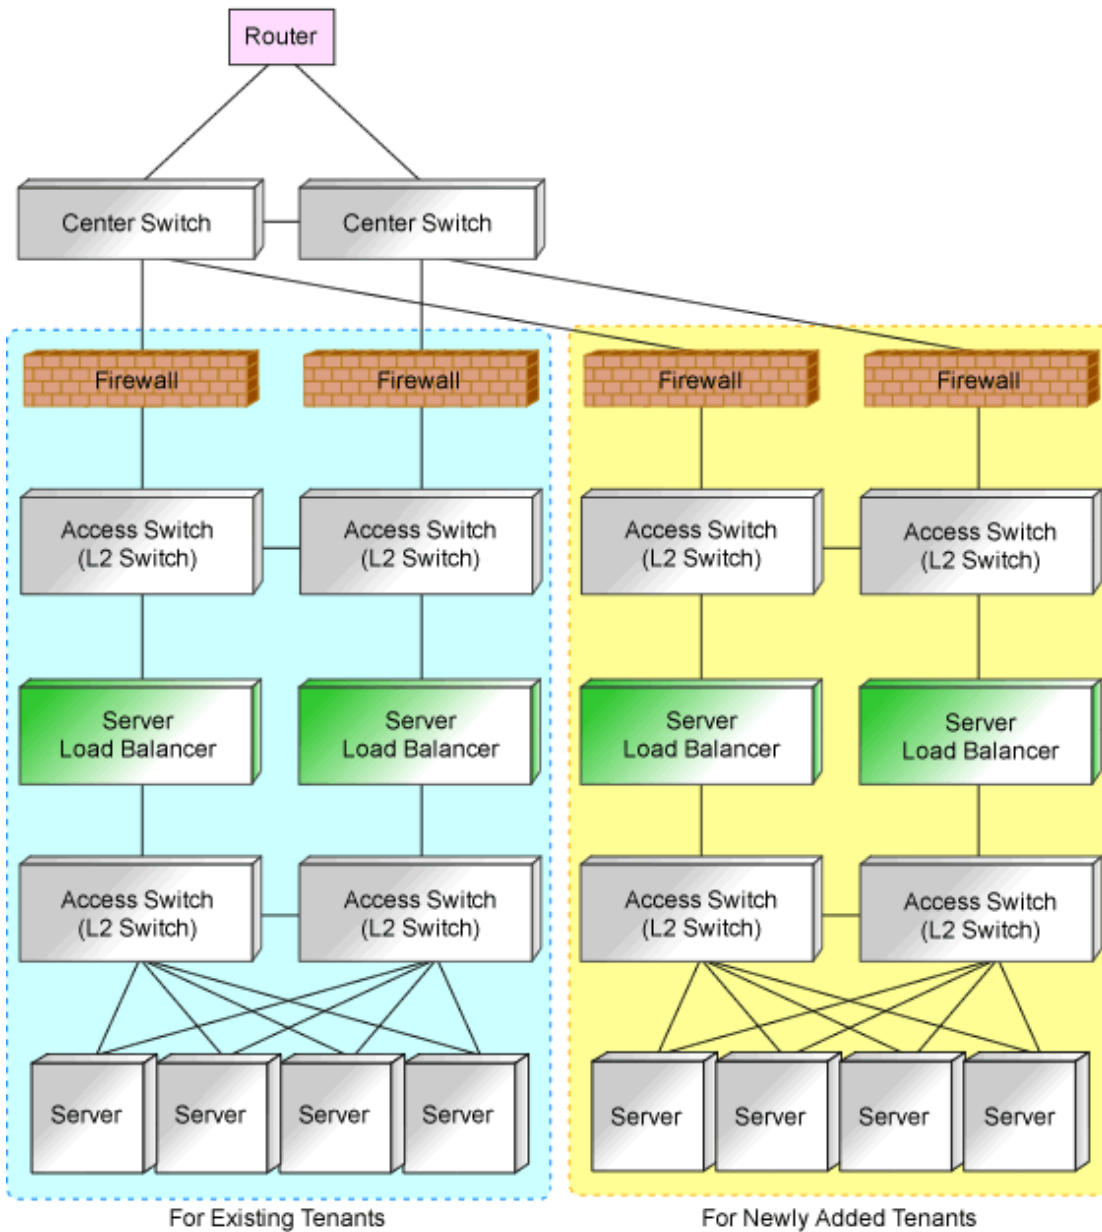 Router
Center Switch
Center Switch
Firewall
Firewall
Firewall
Firewall
Access Switch
(L2 Switch)
Access Switch
(L2 Switch)
Access Switch
(L2 Switch)
Access Switch
(L2 Switch)
Server
Load Balancer
Server
Load Balancer
Server
Load Balancer
Server
Load Balancer
Access Switch
(L2 Switch)
Access Switch
(L2 Switch)
Access Switch
(L2 Switch)
Access Switch
(L2 Switch)
Server
Server
Server
Server
Server
Server
Server
Server
For Existing Tenants
For Newly Added Tenants